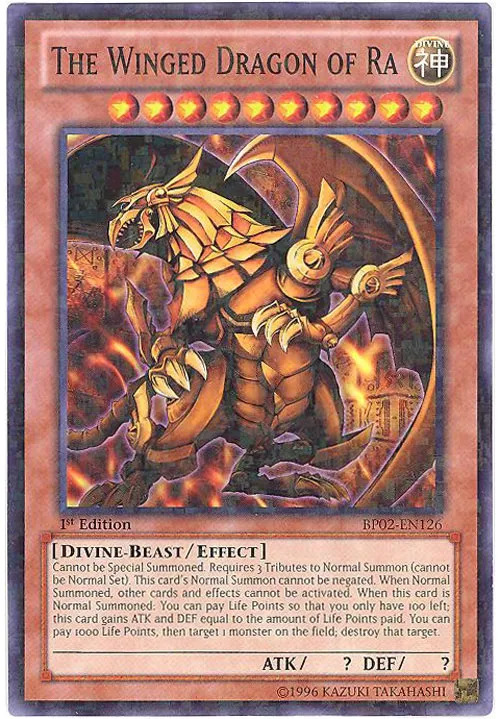 THE WINGED DRAGON OF RA
DIVINE
神
1st Edition
BP02-EN126
[DIVINE-BEAST/EFFECT]
Cannot be Special Summoned. Requires 3 Tributes to Normal Summon (cannot
be Normal Set). This card's Normal Summon cannot be negated. When Normal
Summoned, other cards and effects cannot be activated. When this card is
Normal Summoned: You can pay Life Points so that you only have 100 left;
this card gains ATK and DEF equal to the amount of Life Points paid. You can
pay 1000 Life Points, then target 1 monster on the field; destroy that target.
ATK/ ? DEF/ ?
©1996 KAZUKI TAKAHASHI